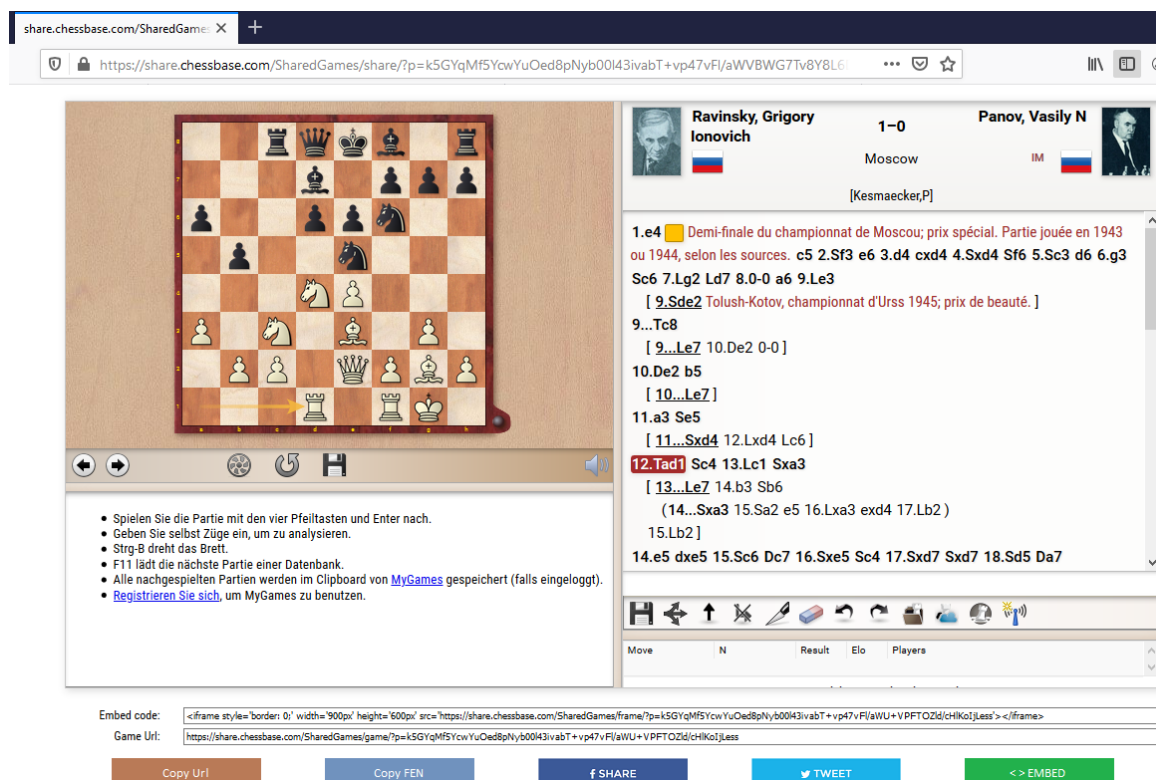 share.chessbase.com/SharedGame
https://share.chessbase.com/SharedGames/share/?p=k5GYqMf5YcwYuOed8pNyb00l43ivabT+vp47vFl/aWVBWG7Tv8Y8L6
Ravinsky, Grigory Ionovich
1–0
Panov, Vasily N
Moscow
IM
[Kesmaecker,P]
1.e4 Demi-finale du championnat de Moscou; prix spécial. Partie jouée en 1943
ou 1944, selon les sources. c5 2.Sf3 e6 3.d4 cxd4 4.Sxd4 Sf6 5.Sc3 d6 6.g3
Sc6 7.Lg2 Ld7 8.0-0 a6 9.Le3
[ 9.Sde2 Tolush-Kotov, championnat d'Urss 1945; prix de beauté. ]
9...Tc8
[ 9...Le7 10.De2 0-0 ]
10.De2 b5
[ 10...Le7 ]
11.a3 Se5
[ 11...Sxd4 12.Lxd4 Lc6 ]
12.Tad1 Sc4 13.Lc1 Sxa3
[ 13...Le7 14.b3 Sb6
(14...Sxa3 15.Sa2 e5 16.Lxa3 exd4 17.Lb2 )
15.Lb2 ]
14.e5 dxe5 15.Sc6 Dc7 16.Sxe5 Sc4 17.Sxd7 Sxd7 18.Sd5 Da7
Spielen Sie die Partie mit den vier Pfeiltasten und Enter nach.
Geben Sie selbst Züge ein, um zu analysieren.
Strg-B dreht das Brett.
F11 lädt die nächste Partie einer Datenbank.
Alle nachgespielten Partien werden im Clipboard von MyGames gespeichert (falls eingeloggt).
Registrieren Sie sich, um MyGames zu benutzen.
Move N Result Elo Players
Embed code: <iframe style='border: 0;' width='900px' height='600px' src='https://share.chessbase.com/SharedGames/frame/?p=k5GYqMf5YcwYuOed8pNyb00l43ivabT+vp47vFl/aWU+VPFTOZld/cHlKoIjLess'></iframe>
Game Url: https://share.chessbase.com/SharedGames/game/?p=k5GYqMf5YcwYuOed8pNyb00l43ivabT+vp47vFl/aWU+VPFTOZld/cHlKoIjLess
Copy Url
Copy FEN
SHARE
TWEET
<> EMBED